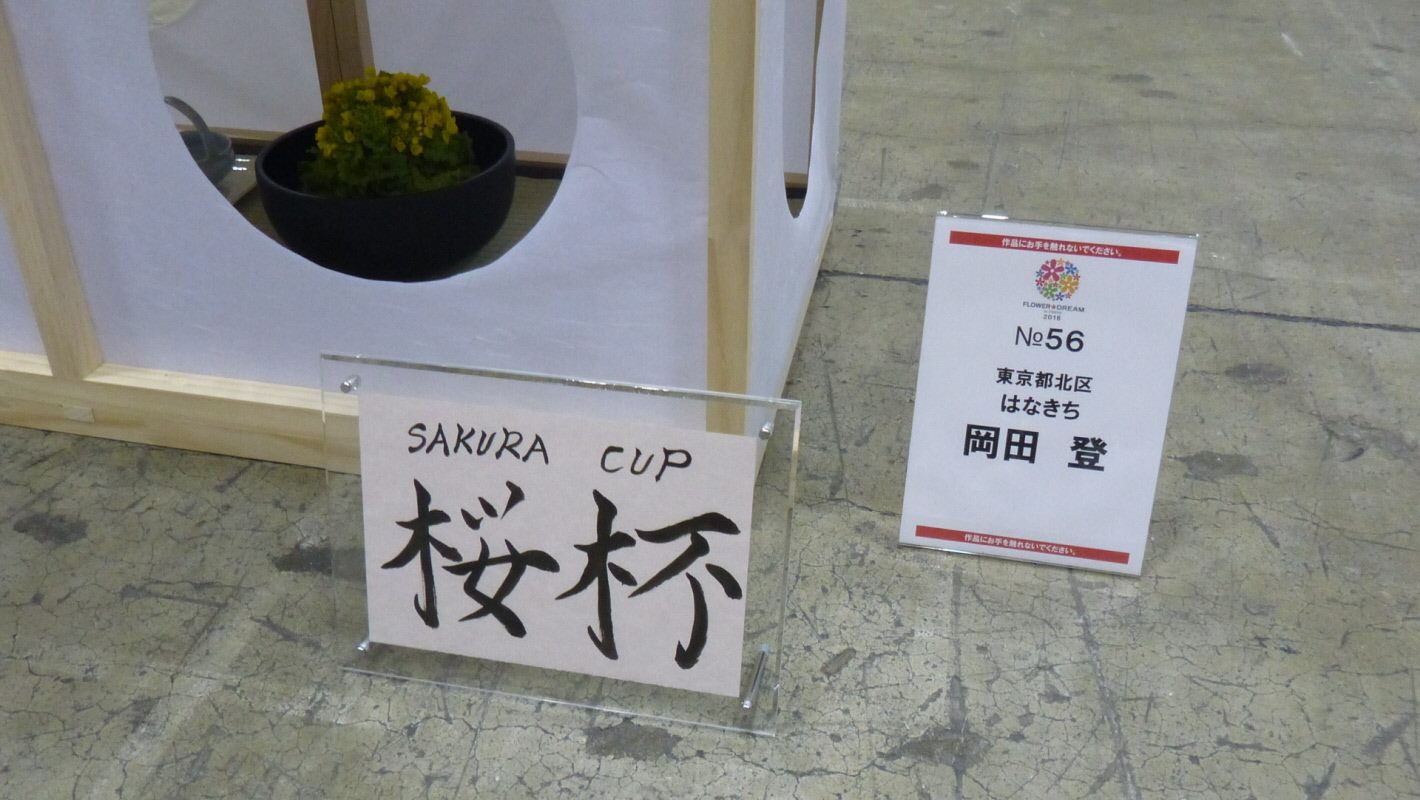 SAKURA CUP
桜杯
作品にお手を触れないでください。
FLOWER★DREAM
2016
№56
東京都北区
はなきち
岡田 登
作品にお手を触れないでください。